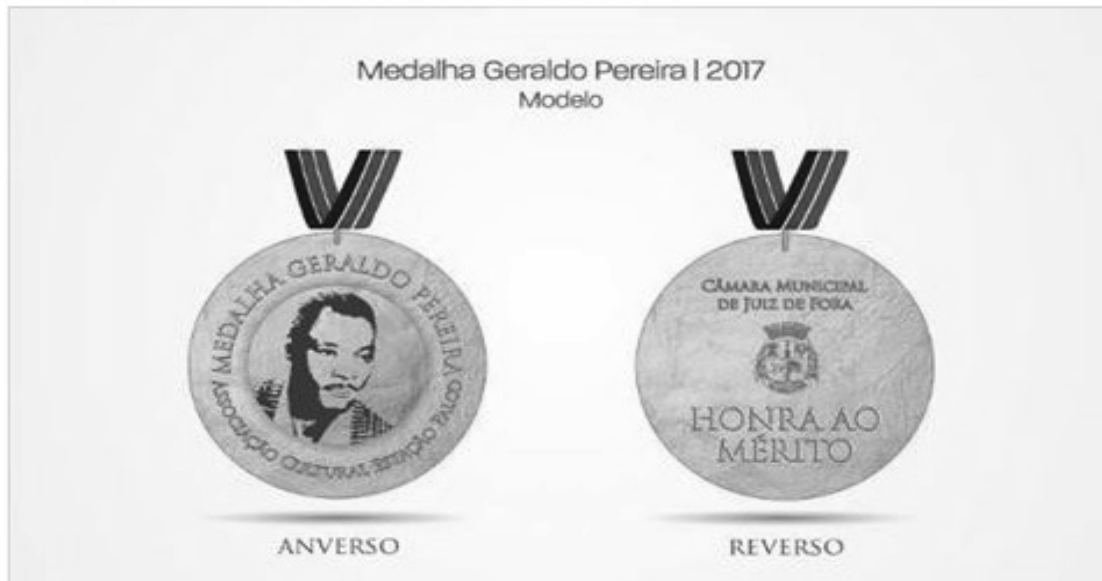 Medalha Geraldo Pereira | 2017
Modelo
MEDALHA GERALDO PEREIRA
ASSOCIAÇÃO CULTURAL ESTAÇÃO PALCO
CÂMARA MUNICIPAL
DE JUIZ DE FORA
HONRA AO
MÉRITO
ANVERSO
REVERSO